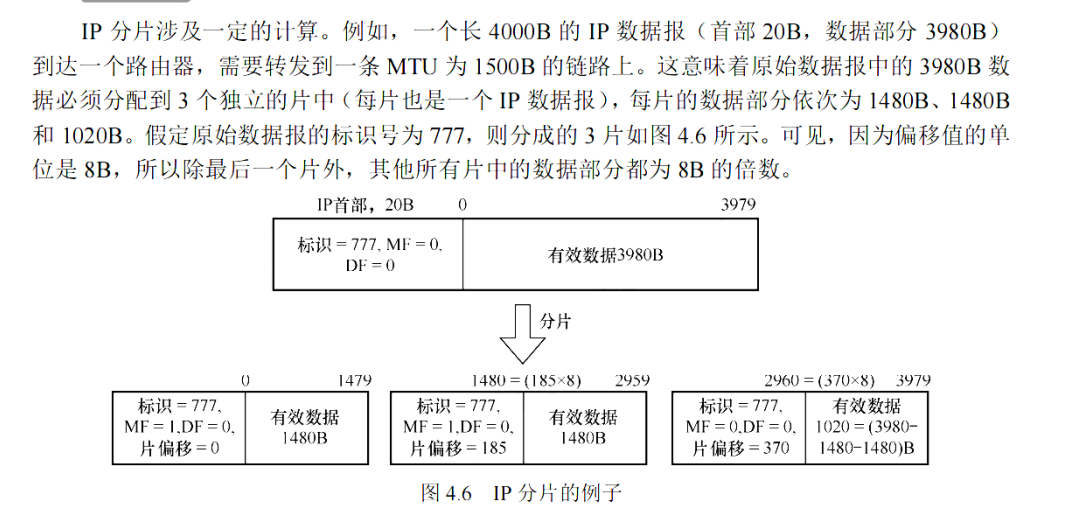 IP 分片涉及一定的计算。例如，一个长 4000B 的 IP 数据报（首部 20B，数据部分 3980B）
到达一个路由器，需要转发到一条 MTU 为 1500B 的链路上。这意味着原始数据报中的 3980B 数
据必须分配到 3 个独立的片中（每片也是一个 IP 数据报），每片的数据部分依次为 1480B、1480B
和 1020B。假定原始数据报的标识号为 777，则分成的 3 片如图 4.6 所示。可见，因为偏移值的单
位是 8B，所以除最后一个片外，其他所有片中的数据部分都为 8B 的倍数。
IP首部，20B 0 3979
标识 = 777, MF = 0,
DF = 0
有效数据3980B
分片
0 1479
标识 = 777,
MF = 1,DF = 0,
片偏移 = 0
有效数据
1480B
1480 = (185×8) 2959
标识 = 777,
MF = 1,DF = 0,
片偏移 = 185
有效数据
1480B
2960 = (370×8) 3979
标识 = 777,
MF = 0,DF = 0,
片偏移 = 370
有效数据
1020 = (3980−
1480−1480)B
图 4.6 IP 分片的例子